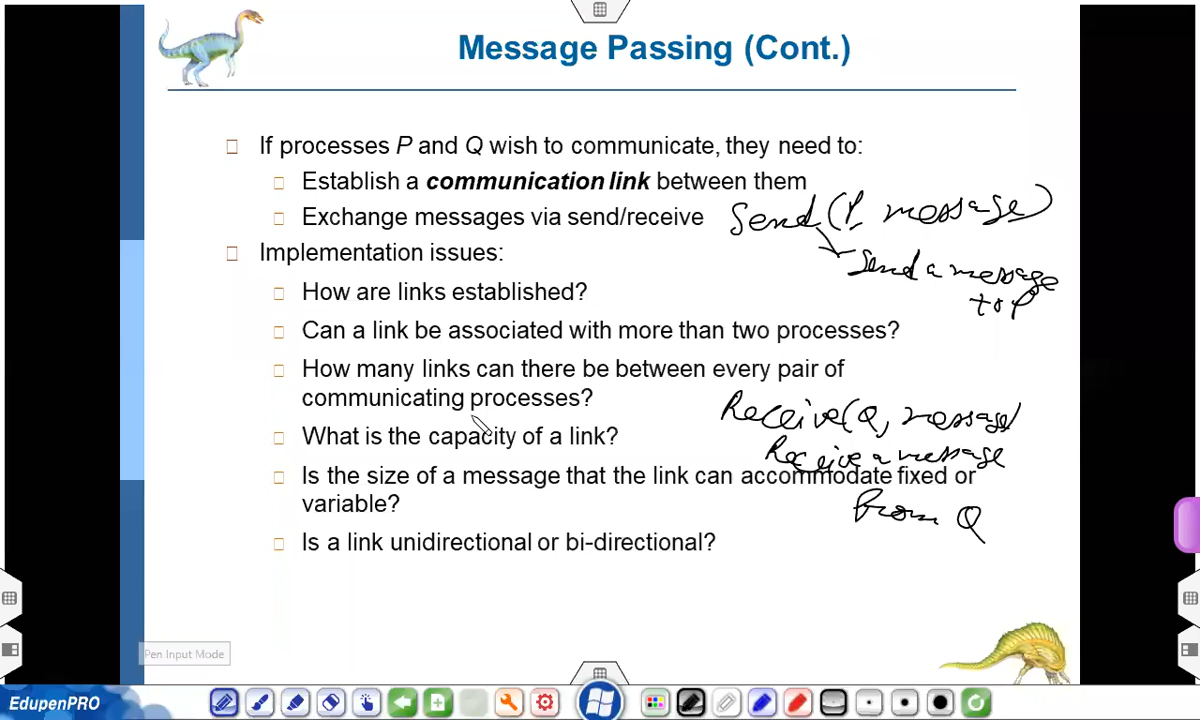 Message Passing (Cont.)
If processes P and Q wish to communicate, they need to:
Establish a communication link between them
Exchange messages via send/receive
Send(P, message)
Send a message
to P
Implementation issues:
How are links established?
Can a link be associated with more than two processes?
How many links can there be between every pair of
communicating processes?
Receive(Q, message)
What is the capacity of a link?
Receive a message
from Q
Is the size of a message that the link can accommodate fixed or
variable?
Is a link unidirectional or bi-directional?
Pen Input Mode
EdupenPRO